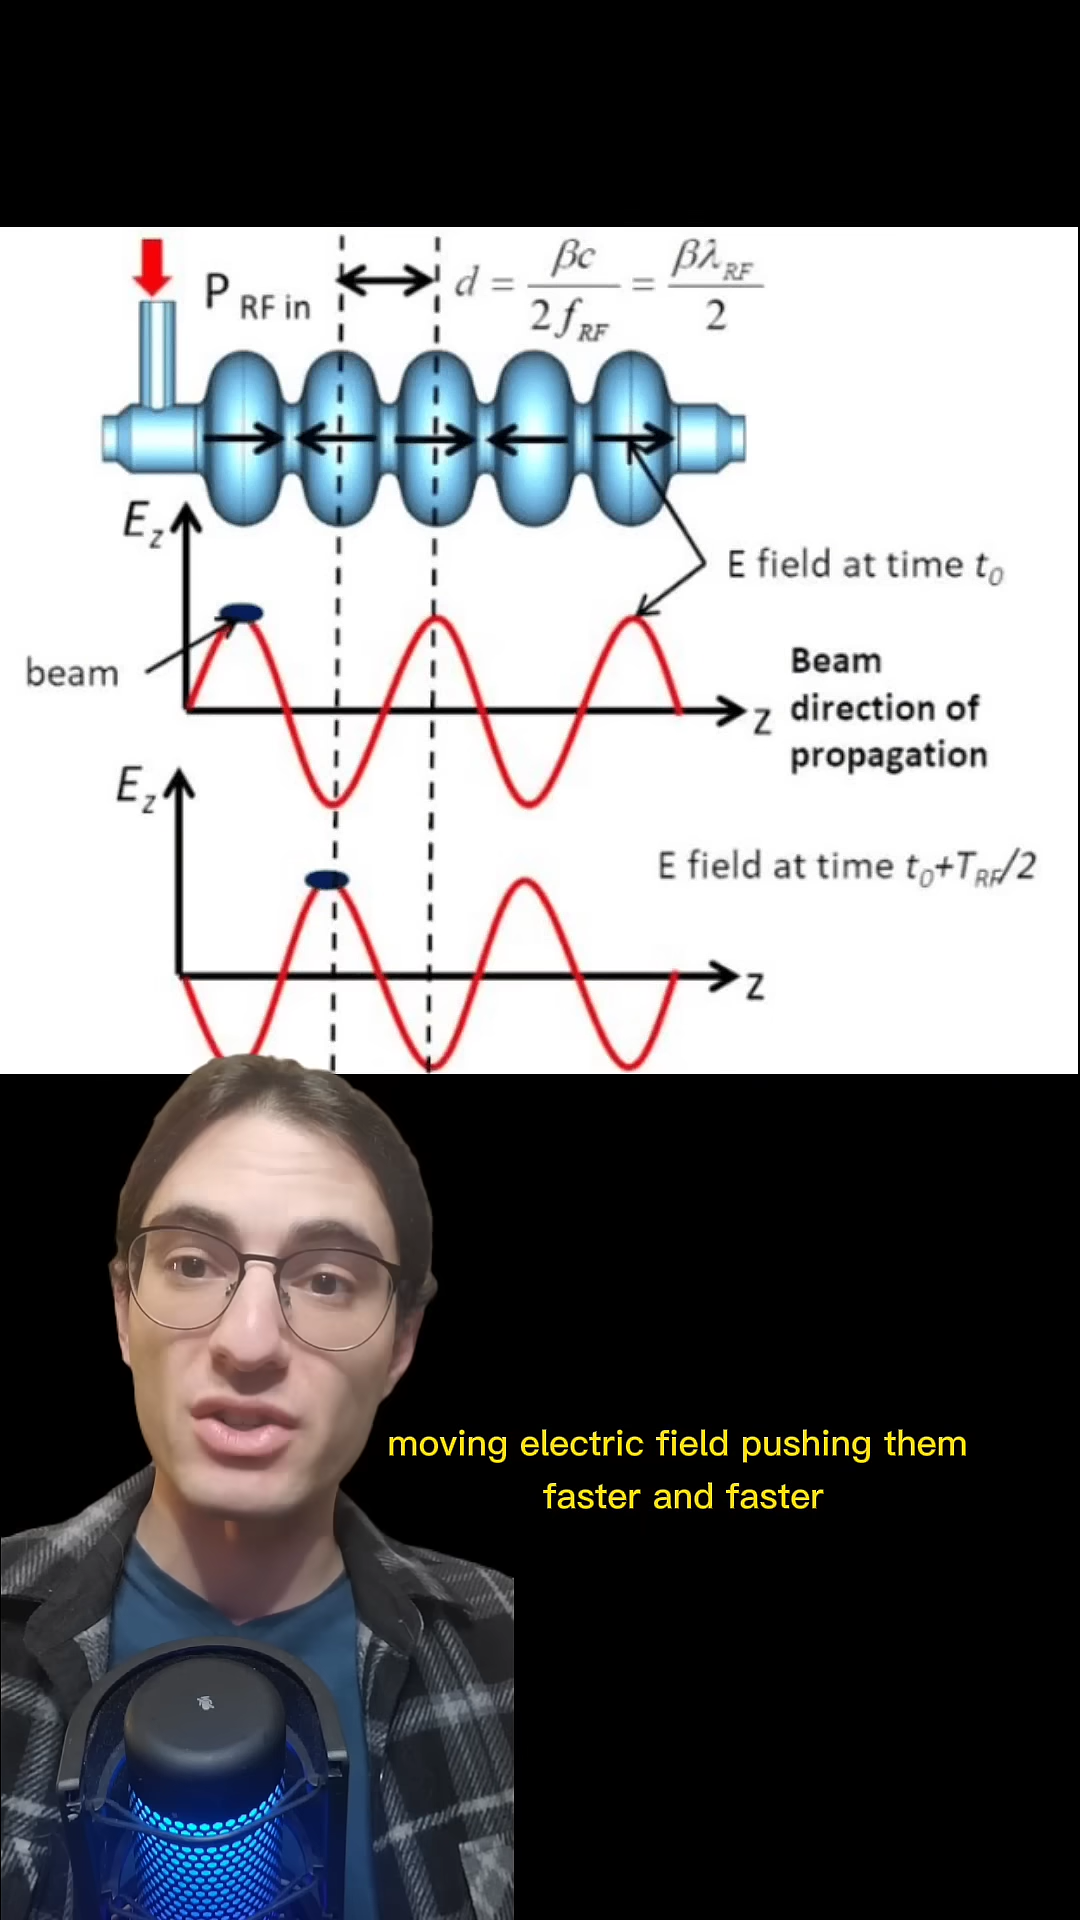 P RF in
d = βc / 2f_RF = βλ_RF / 2
E_z
E field at time t_0
beam
Beam
direction of
propagation
z
E_z
E field at time t_0+T_RF/2
z
moving electric field pushing them
faster and faster